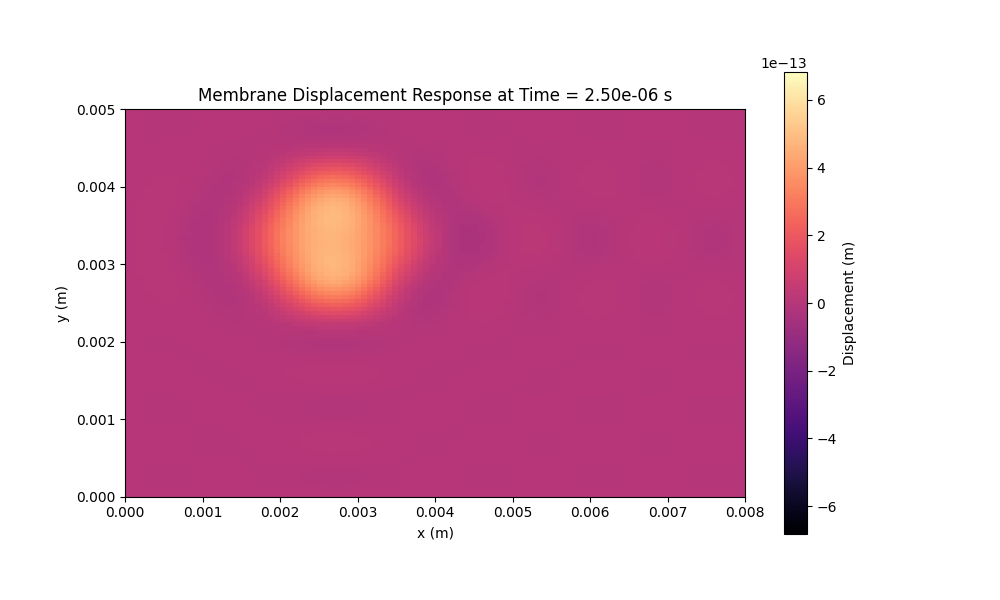 1e−13
Membrane Displacement Response at Time = 2.50e-06 s
0.005
0.004
0.003
0.002
0.001
0.000
y (m)
0.000 0.001 0.002 0.003 0.004 0.005 0.006 0.007 0.008
x (m)
6
4
2
0
−2
−4
−6
Displacement (m)